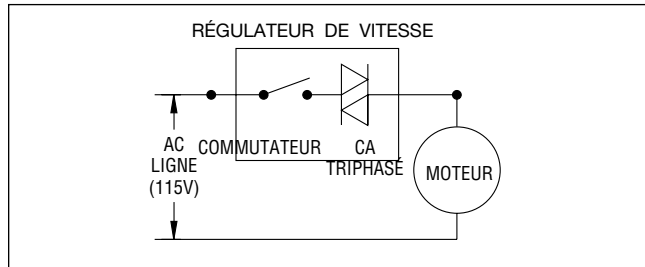 RÉGULATEUR DE VITESSE
AC
LIGNE
(115V)
COMMUTATEUR
CA
TRIPHASÉ
MOTEUR